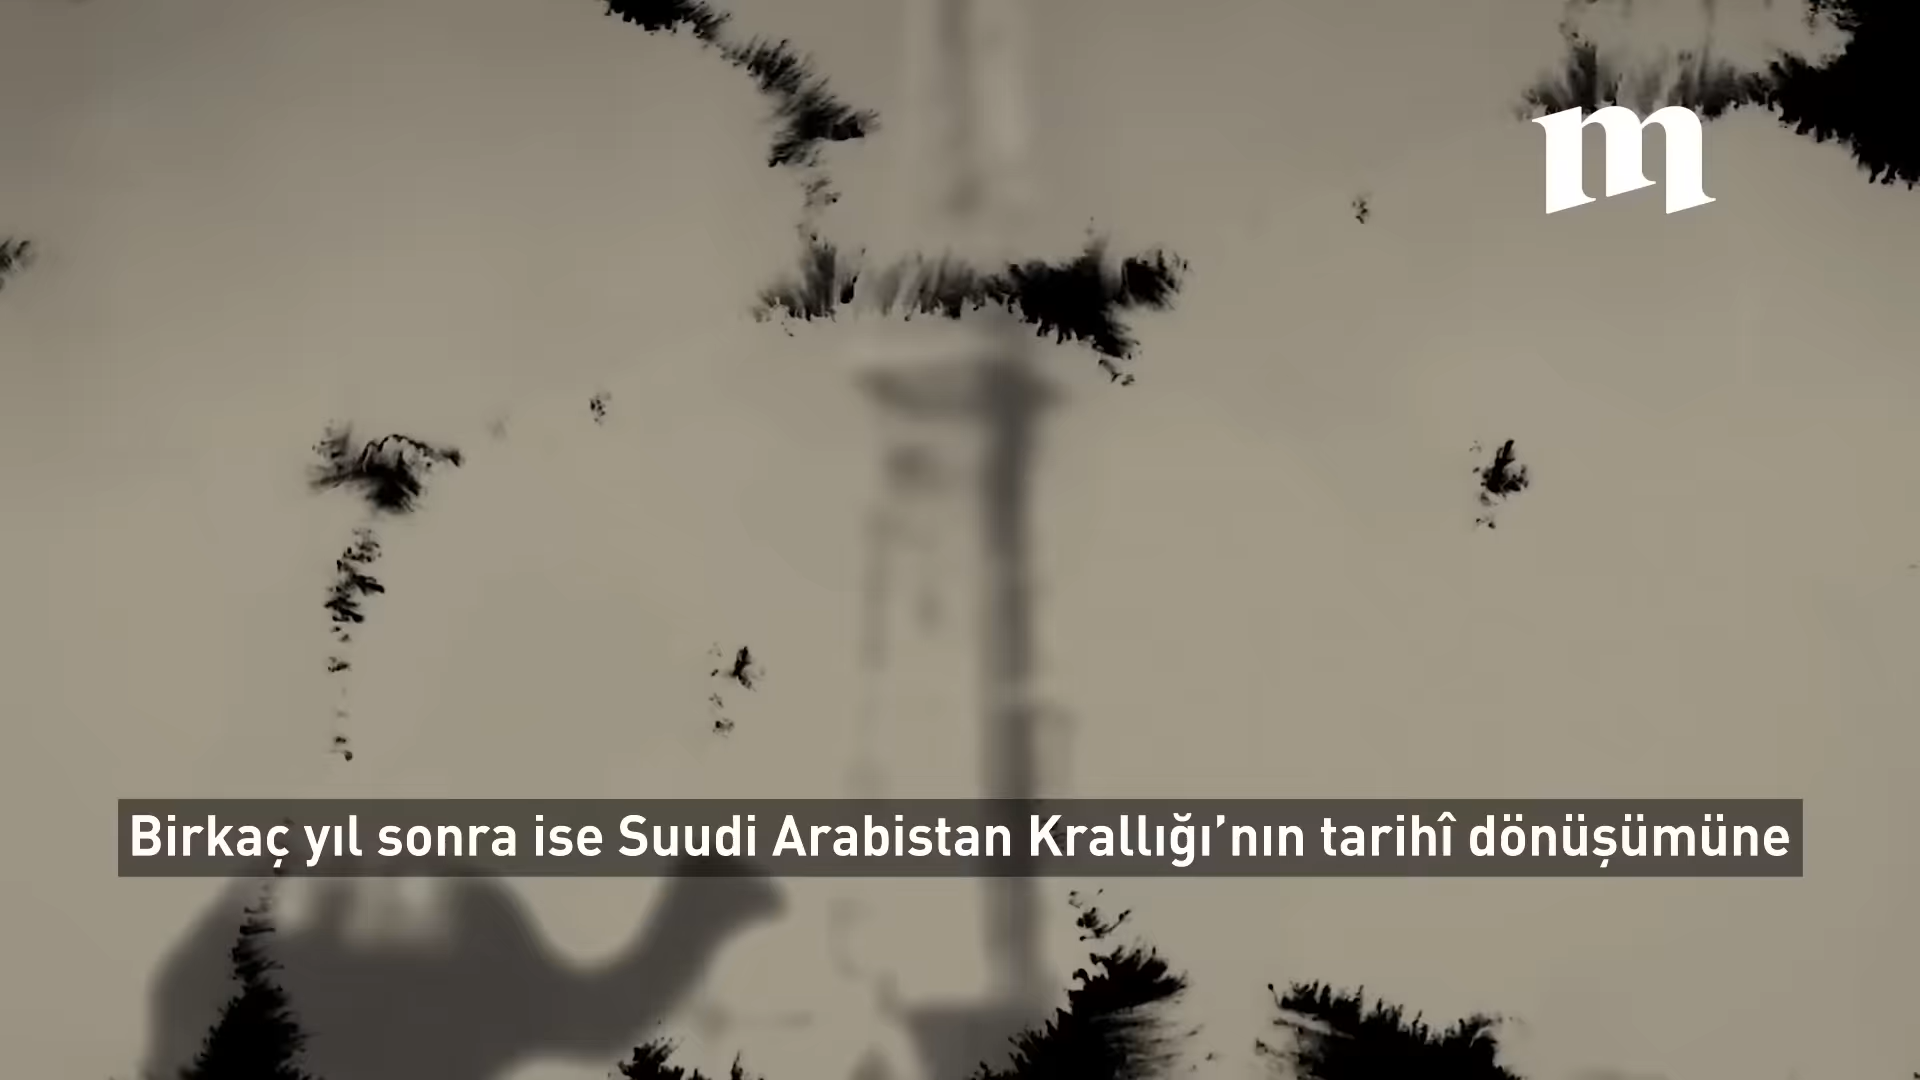 m
Birkaç yıl sonra ise Suudi Arabistan Krallığı’nın tarihî dönüşümüne